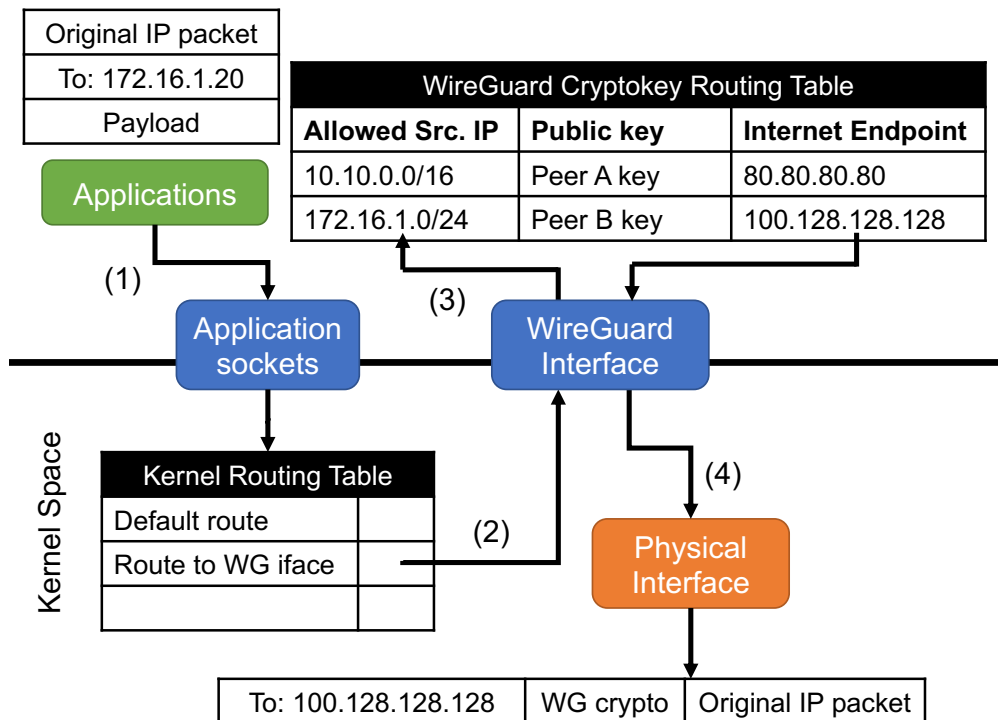 Original IP packet
To: 172.16.1.20
Payload
WireGuard Cryptokey Routing Table
Allowed Src. IP Public key Internet Endpoint
10.10.0.0/16 Peer A key 80.80.80.80
172.16.1.0/24 Peer B key 100.128.128.128
Applications
(1)
(3)
Application
sockets
WireGuard
Interface
Kernel Space
Kernel Routing Table
Default route
Route to WG iface
(2)
(4)
Physical
Interface
To: 100.128.128.128 WG crypto Original IP packet